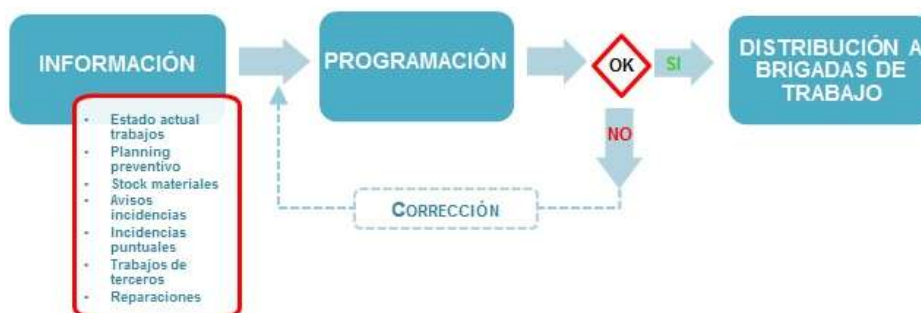 INFORMACIÓN
• Estado actual
trabajos
• Planning
preventivo
• Stock materiales
• Avisos
incidencias
• Incidencias
puntuales
• Trabajos de
terceros
• Reparaciones
PROGRAMACIÓN
OK
SI
NO
CORRECCIÓN
DISTRIBUCIÓN A
BRIGADAS DE
TRABAJO